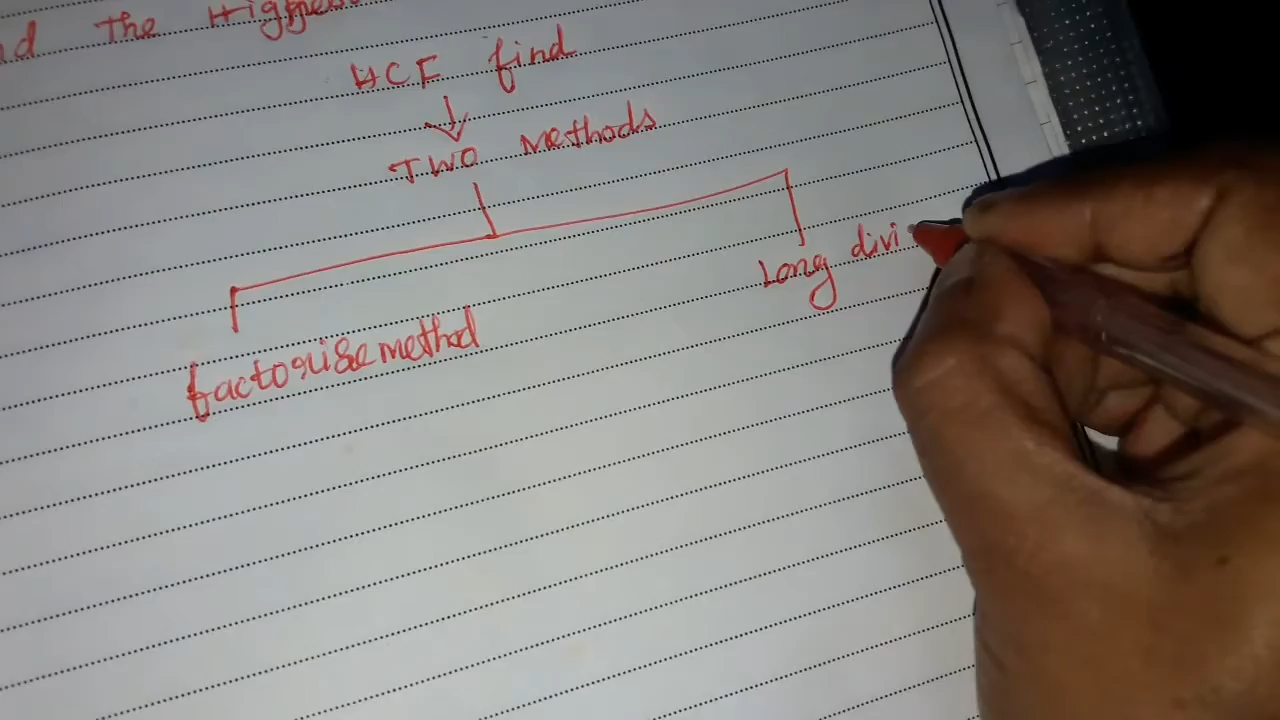 The
HCF find
Two Methods
factorise method
Long divi